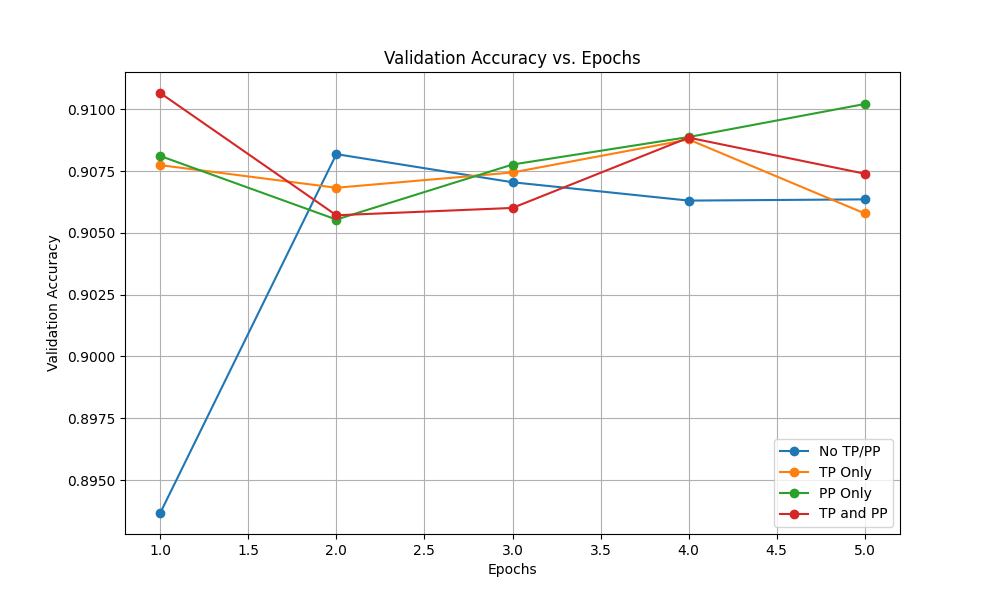 Validation Accuracy vs. Epochs
Validation Accuracy
0.9100
0.9075
0.9050
0.9025
0.9000
0.8975
0.8950
No TP/PP
TP Only
PP Only
TP and PP
1.0 1.5 2.0 2.5 3.0 3.5 4.0 4.5 5.0
Epochs